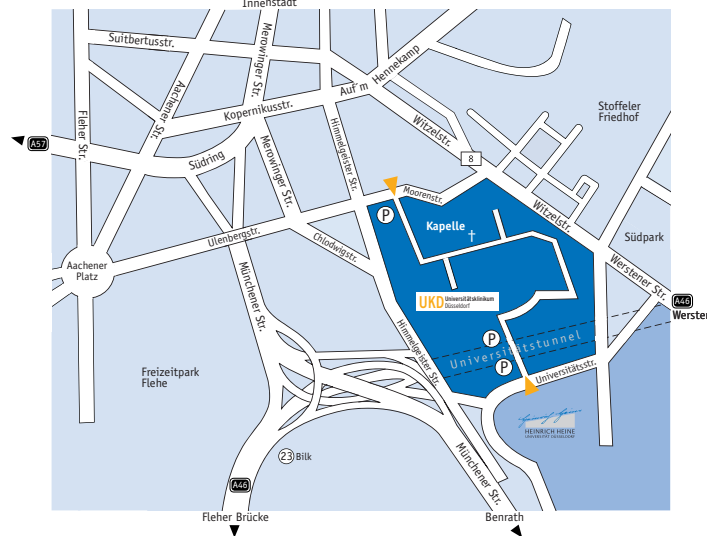 Innenstadt
Suitbertusstr.
Merowinger Str.
Auf'm Hennekamp
Aachener Str.
Fleher Str.
Kopernikusstr.
Stoffeler
Friedhof
Witzelstr.
A57
Himmelgeister Str.
8
Südring
Merowinger Str.
Moorenstr.
P
Kapelle
Witzelstr.
Südpark
Ulenbergstr.
Chlodwigstr.
Aachener
Platz
Werstener Str.
Münchener Str.
UKD Universitätsklinikum
Düsseldorf
A46
Werster
Himmelgeister Str.
P
Universitätstunnel
P
Universitätsstr.
Freizeitpark
Flehe
HEINRICH HEINE
UNIVERSITÄT DÜSSELDORF
23 Bilk
Münchener Str.
A46
Fleher Brücke
Benrath